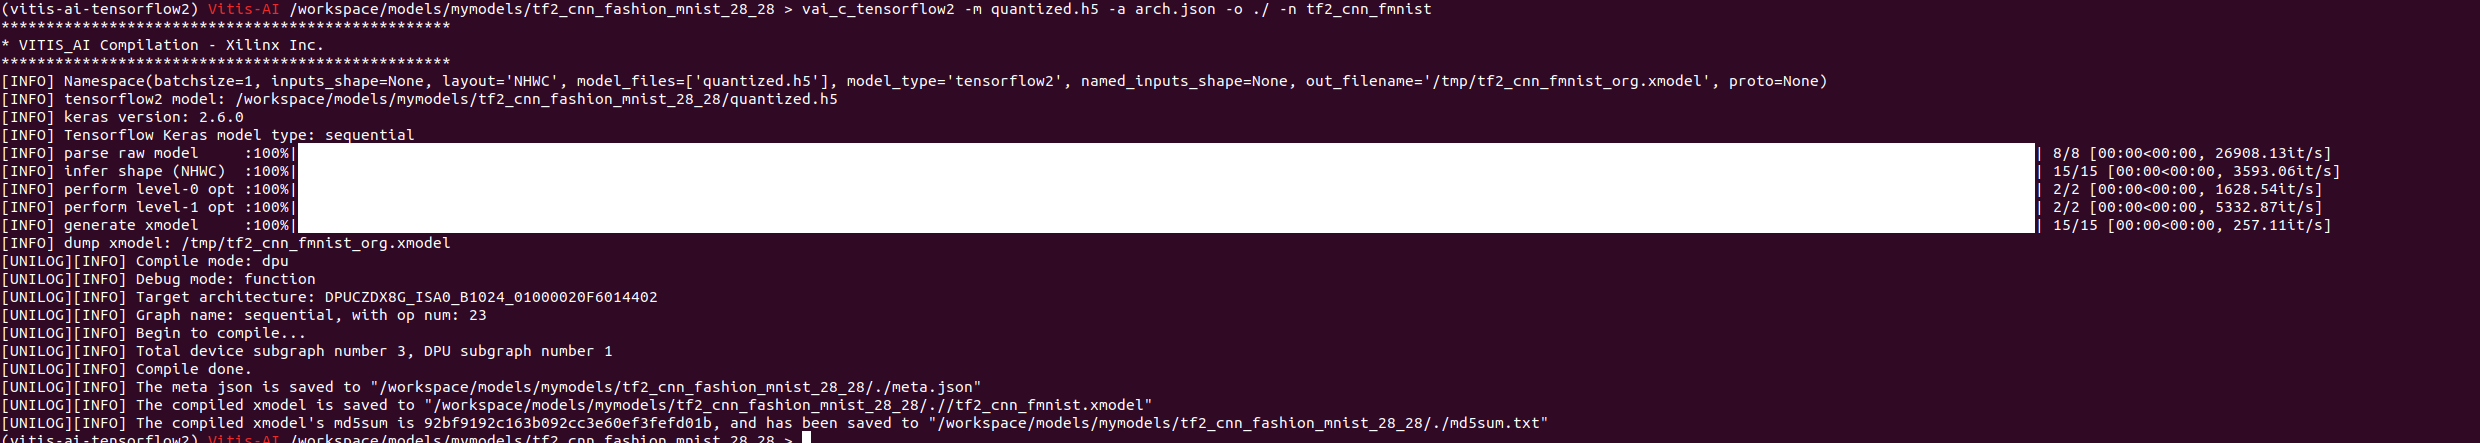 (vitis-ai-tensorflow2) Vitis-AI /workspace/models/mymodels/tf2_cnn_fashion_mnist_28_28 > vai_c_tensorflow2 -m quantized.h5 -a arch.json -o ./ -n tf2_cnn_fmnist
**************************************************
* VITIS_AI Compilation - Xilinx Inc.
**************************************************
[INFO] Namespace(batchsize=1, inputs_shape=None, layout='NHWC', model_files=['quantized.h5'], model_type='tensorflow2', named_inputs_shape=None, out_filename='/tmp/tf2_cnn_fmnist_org.xmodel', proto=None)
[INFO] tensorflow2 model: /workspace/models/mymodels/tf2_cnn_fashion_mnist_28_28/quantized.h5
[INFO] keras version: 2.6.0
[INFO] Tensorflow Keras model type: sequential
[INFO] parse raw model     :100%| | 8/8 [00:00<00:00, 26908.13it/s]
[INFO] infer shape (NHWC)  :100%| | 15/15 [00:00<00:00, 3593.06it/s]
[INFO] perform level-0 opt :100%| | 2/2 [00:00<00:00, 1628.54it/s]
[INFO] perform level-1 opt :100%| | 2/2 [00:00<00:00, 5332.87it/s]
[INFO] generate xmodel     :100%| | 15/15 [00:00<00:00, 257.11it/s]
[INFO] dump xmodel: /tmp/tf2_cnn_fmnist_org.xmodel
[UNILOG][INFO] Compile mode: dpu
[UNILOG][INFO] Debug mode: function
[UNILOG][INFO] Target architecture: DPUCZDX8G_ISA0_B1024_01000020F6014402
[UNILOG][INFO] Graph name: sequential, with op num: 23
[UNILOG][INFO] Begin to compile...
[UNILOG][INFO] Total device subgraph number 3, DPU subgraph number 1
[UNILOG][INFO] Compile done.
[UNILOG][INFO] The meta json is saved to "/workspace/models/mymodels/tf2_cnn_fashion_mnist_28_28/./meta.json"
[UNILOG][INFO] The compiled xmodel is saved to "/workspace/models/mymodels/tf2_cnn_fashion_mnist_28_28/.//tf2_cnn_fmnist.xmodel"
[UNILOG][INFO] The compiled xmodel's md5sum is 92bf9192c163b092cc3e60ef3fefd01b, and has been saved to "/workspace/models/mymodels/tf2_cnn_fashion_mnist_28_28/./md5sum.txt"
(vitis-ai-tensorflow2) Vitis-AI /workspace/models/mymodels/tf2_cnn_fashion_mnist_28_28 >